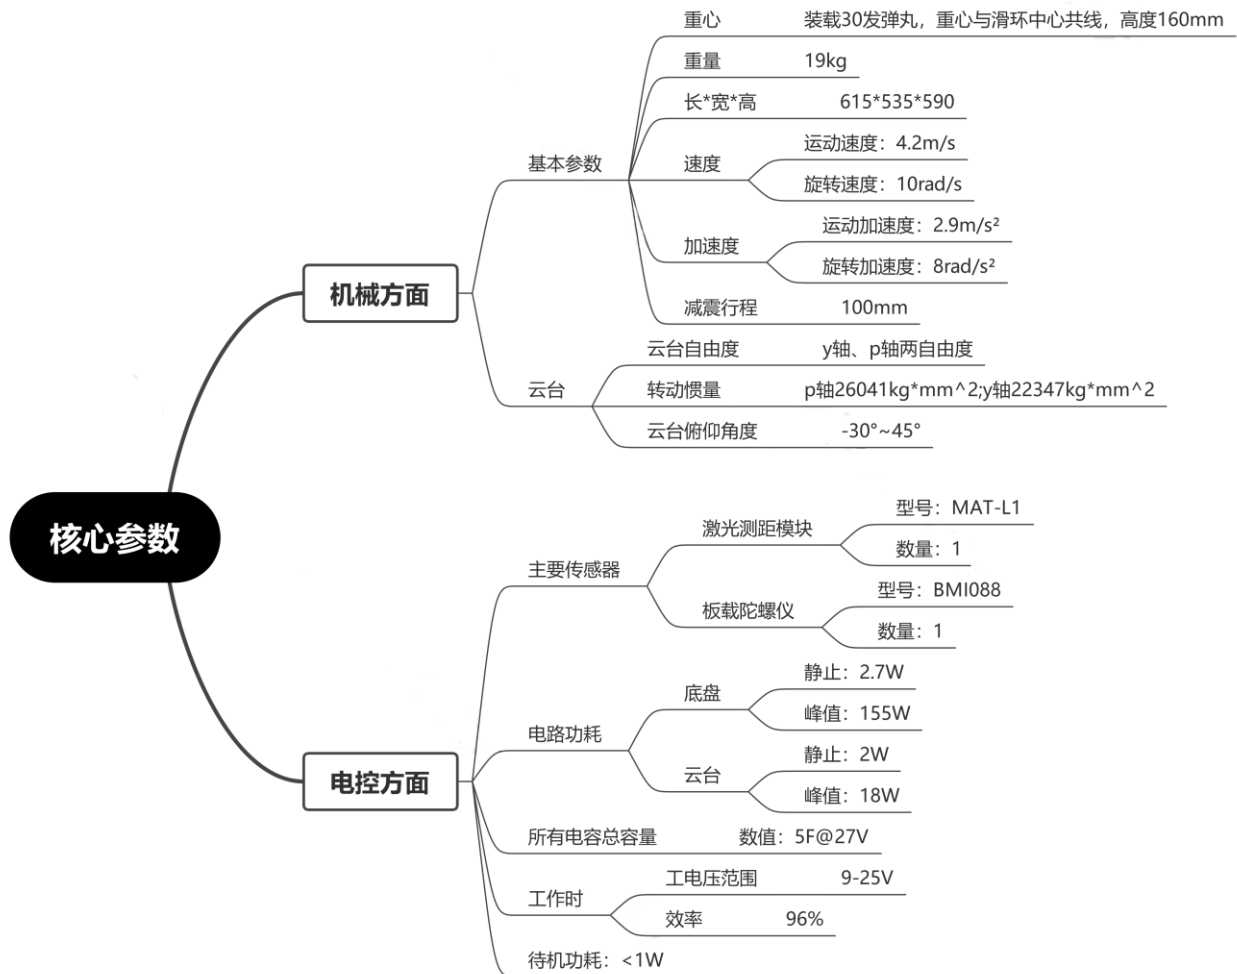 核心参数
机械方面
基本参数
重心 装载30发弹丸，重心与滑环中心共线，高度160mm
重量 19kg
长*宽*高 615*535*590
速度
运动速度：4.2m/s
旋转速度：10rad/s
加速度
运动加速度：2.9m/s²
旋转加速度：8rad/s²
减震行程 100mm
云台
云台自由度 y轴、p轴两自由度
转动惯量 p轴26041kg*mm^2;y轴22347kg*mm^2
云台俯仰角度 -30°~45°
电控方面
主要传感器
激光测距模块
型号：MAT-L1
数量：1
板载陀螺仪
型号：BMI088
数量：1
电路功耗
底盘
静止：2.7W
峰值：155W
云台
静止：2W
峰值：18W
所有电容总容量 数值：5F@27V
工作时
工电压范围 9-25V
效率 96%
待机功耗：<1W